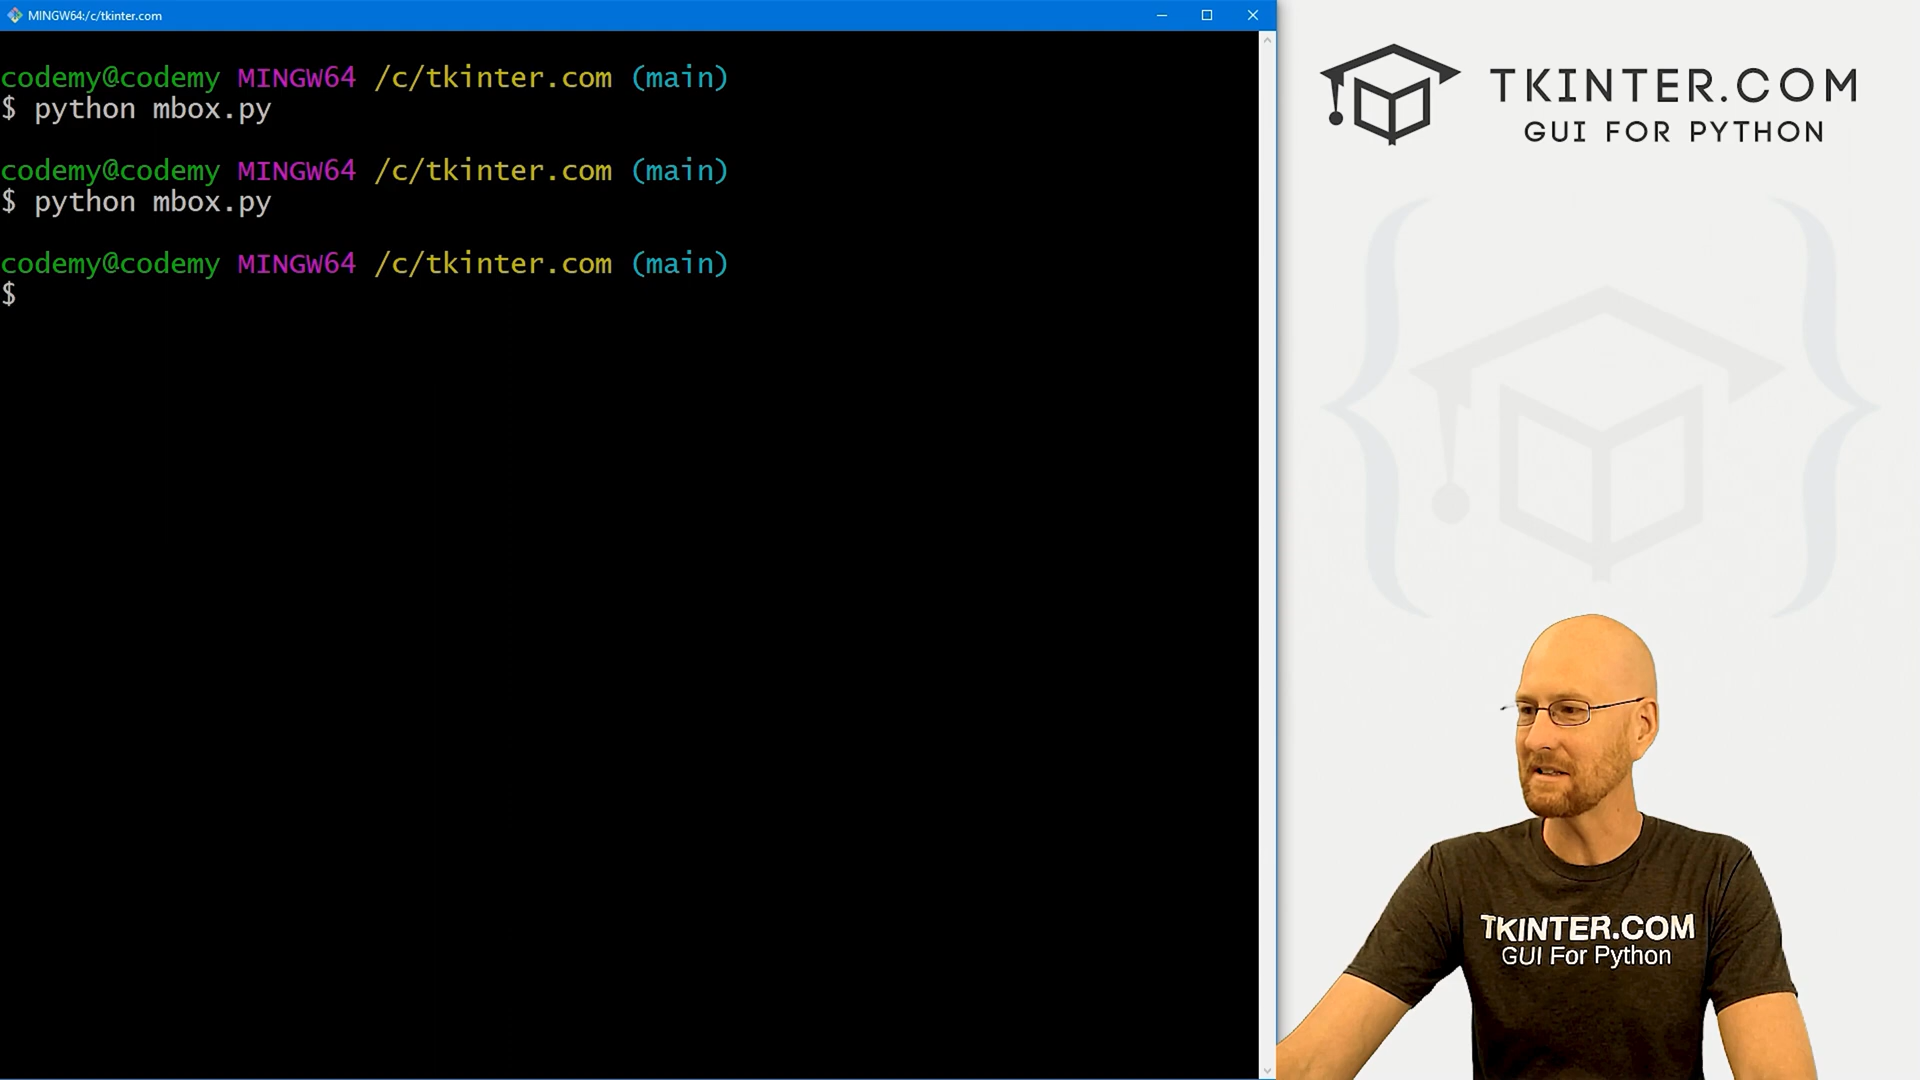 MINGW64:/c/tkinter.com
codemy@codemy MINGW64 /c/tkinter.com (main)
$ python mbox.py
codemy@codemy MINGW64 /c/tkinter.com (main)
$ python mbox.py
codemy@codemy MINGW64 /c/tkinter.com (main)
$
TKINTER.COM
GUI FOR PYTHON
TKINTER.COM
GUI For Python